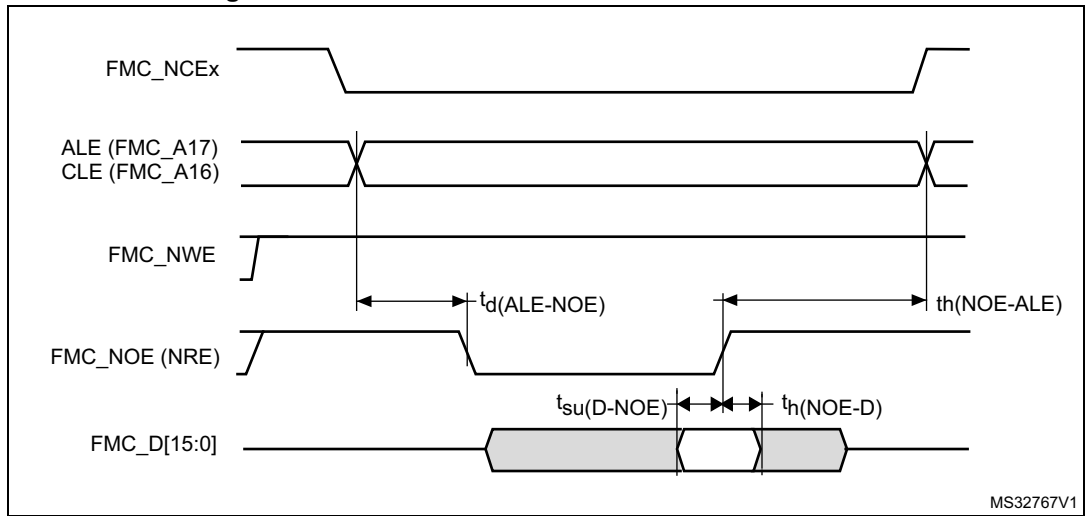 FMC_NCEx
ALE (FMC_A17)
CLE (FMC_A16)
FMC_NWE
td(ALE-NOE)
th(NOE-ALE)
FMC_NOE (NRE)
tsu(D-NOE)
th(NOE-D)
FMC_D[15:0]
MS32767V1